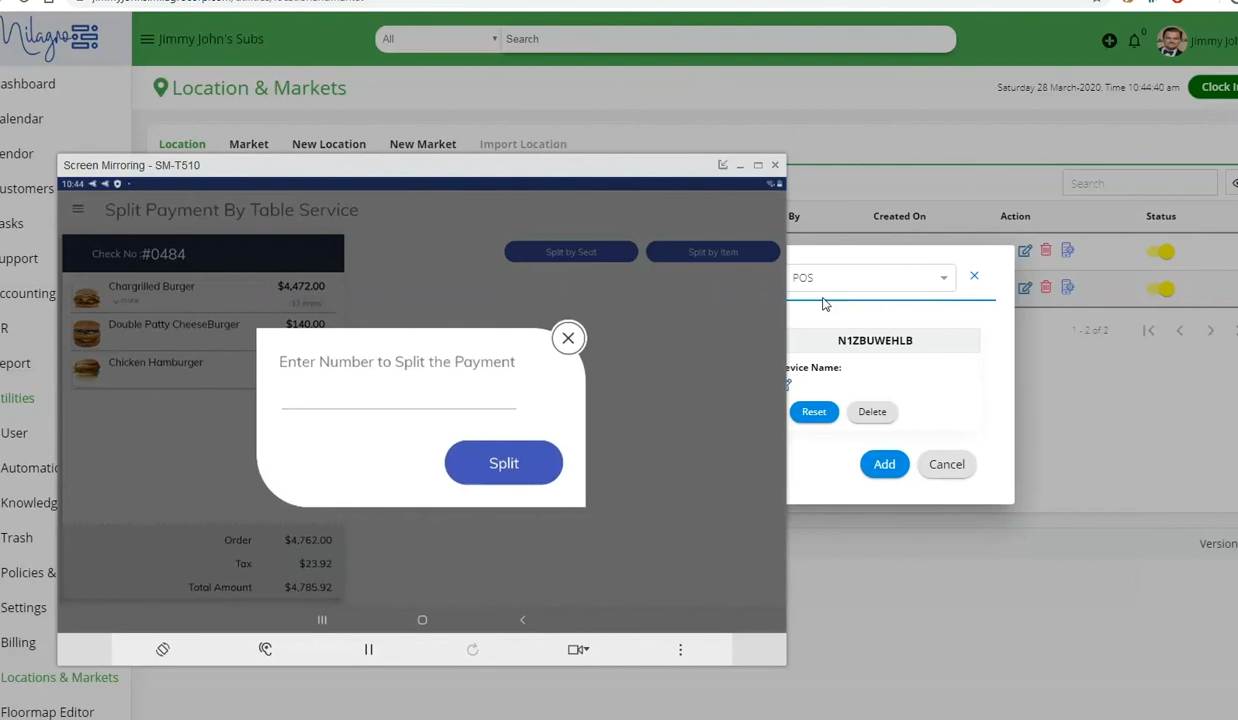 Milagro
Jimmy John's Subs
All
Search
0
Jimmy Jo
Location & Markets
Saturday 28 March-2020, Time 10:44:40 am
Clock I
Location
Market
New Location
New Market
Import Location
Search
By
Created On
Action
Status
1 - 2 of 2
Version
ashboard
alendar
endor
ustomers
asks
upport
ccounting
R
eport
tilities
User
Automati
Knowledg
Trash
Policies &
Settings
Billing
Locations & Markets
Floormap Editor
Screen Mirroring - SM-T510
10:44
Split Payment By Table Service
Check No :#0484
Split by Seat
Split by Item
Chargrilled Burger
$4,472.00
Double Patty CheeseBurger
$140.00
Chicken Hamburger
Enter Number to Split the Payment
Split
Order
$4,762.00
Tax
$23.92
Total Amount
$4,785.92
POS
N1ZBUWEHLB
evice Name:
Reset
Delete
Add
Cancel